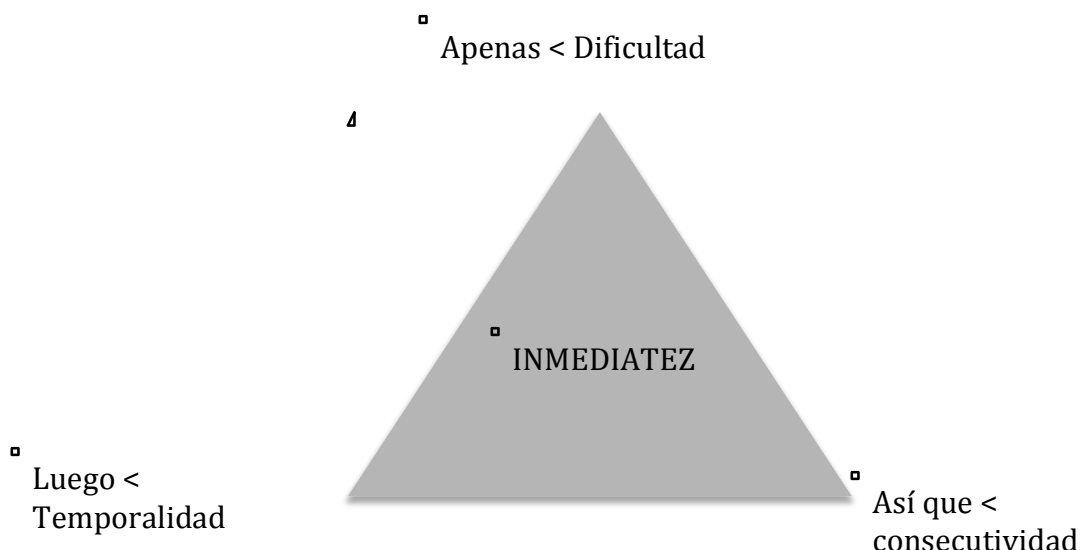 Apenas < Dificultad
INMEDIATEZ
Luego <
Temporalidad
Así que <
consecutividad